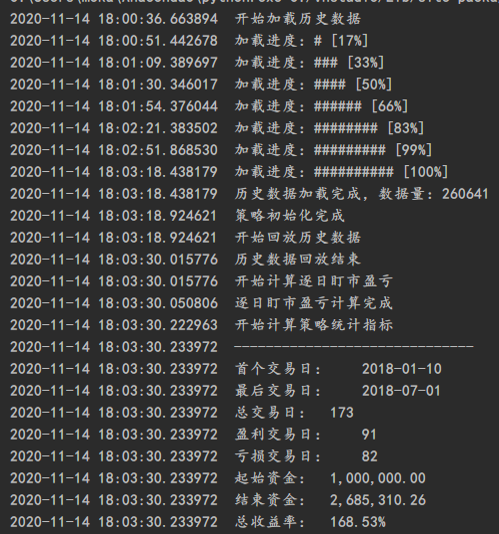 2020-11-14 18:00:36.663894 开始加载历史数据
2020-11-14 18:00:51.442678 加载进度：# [17%]
2020-11-14 18:01:09.389697 加载进度：### [33%]
2020-11-14 18:01:30.346017 加载进度：#### [50%]
2020-11-14 18:01:54.376044 加载进度：###### [66%]
2020-11-14 18:02:21.383502 加载进度：######## [83%]
2020-11-14 18:02:51.868530 加载进度：######### [99%]
2020-11-14 18:03:18.438179 加载进度：########## [100%]
2020-11-14 18:03:18.438179 历史数据加载完成，数据量：260641
2020-11-14 18:03:18.924621 策略初始化完成
2020-11-14 18:03:18.924621 开始回放历史数据
2020-11-14 18:03:30.015776 历史数据回放结束
2020-11-14 18:03:30.015776 开始计算逐日盯市盈亏
2020-11-14 18:03:30.050806 逐日盯市盈亏计算完成
2020-11-14 18:03:30.222963 开始计算策略统计指标
2020-11-14 18:03:30.233972 ------------------------------
2020-11-14 18:03:30.233972 首个交易日： 2018-01-10
2020-11-14 18:03:30.233972 最后交易日： 2018-07-01
2020-11-14 18:03:30.233972 总交易日： 173
2020-11-14 18:03:30.233972 盈利交易日： 91
2020-11-14 18:03:30.233972 亏损交易日： 82
2020-11-14 18:03:30.233972 起始资金： 1,000,000.00
2020-11-14 18:03:30.233972 结束资金： 2,685,310.26
2020-11-14 18:03:30.233972 总收益率： 168.53%